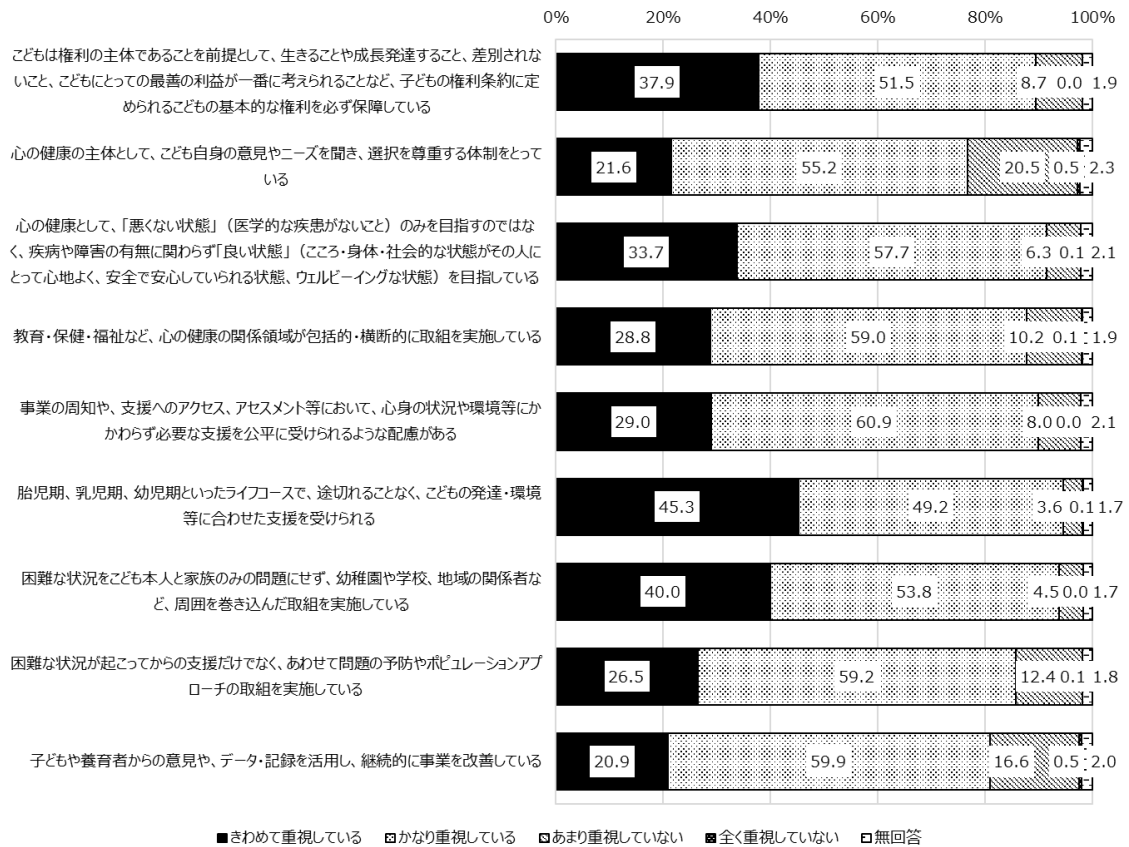 0% 20% 40% 60% 80% 100%
こどもは権利の主体であることを前提として、生きることや成長発達すること、差別されな
いこと、こどもにとっての最善の利益が一番に考えられることなど、子どもの権利条約に定
められるこどもの基本的な権利を必ず保障している
37.9 51.5 8.7 0.0 1.9
心の健康の主体として、こども自身の意見やニーズを聞き、選択を尊重する体制をとって
いる
21.6 55.2 20.5 0.5 2.3
心の健康として、「悪くない状態」（医学的な疾患がないこと）のみを目指すのではな
く、疾病や障害の有無に関わらず「良い状態」（こころ・身体・社会的な状態がその人に
とって心地よく、安全で安心していられる状態、ウェルビーイングな状態）を目指している
33.7 57.7 6.3 0.1 2.1
教育・保健・福祉など、心の健康の関係領域が包括的・横断的に取組を実施している
28.8 59.0 10.2 0.1 1.9
事業の周知や、支援へのアクセス、アセスメント等において、心身の状況や環境等にか
かわらず必要な支援を公平に受けられるような配慮がある
29.0 60.9 8.0 0.0 2.1
胎児期、乳児期、幼児期といったライフコースで、途切れることなく、こどもの発達・環境
等に合わせた支援を受けられる
45.3 49.2 3.6 0.1 1.7
困難な状況をこども本人と家族のみの問題にせず、幼稚園や学校、地域の関係者な
ど、周囲を巻き込んだ取組を実施している
40.0 53.8 4.5 0.0 1.7
困難な状況が起こってからの支援だけでなく、あわせて問題の予防やポピュレーションアプ
ローチの取組を実施している
26.5 59.2 12.4 0.1 1.8
子どもや養育者からの意見や、データ・記録を活用し、継続的に事業を改善している
20.9 59.9 16.6 0.5 2.0
きわめて重視している かなり重視している あまり重視していない 全く重視していない 無回答